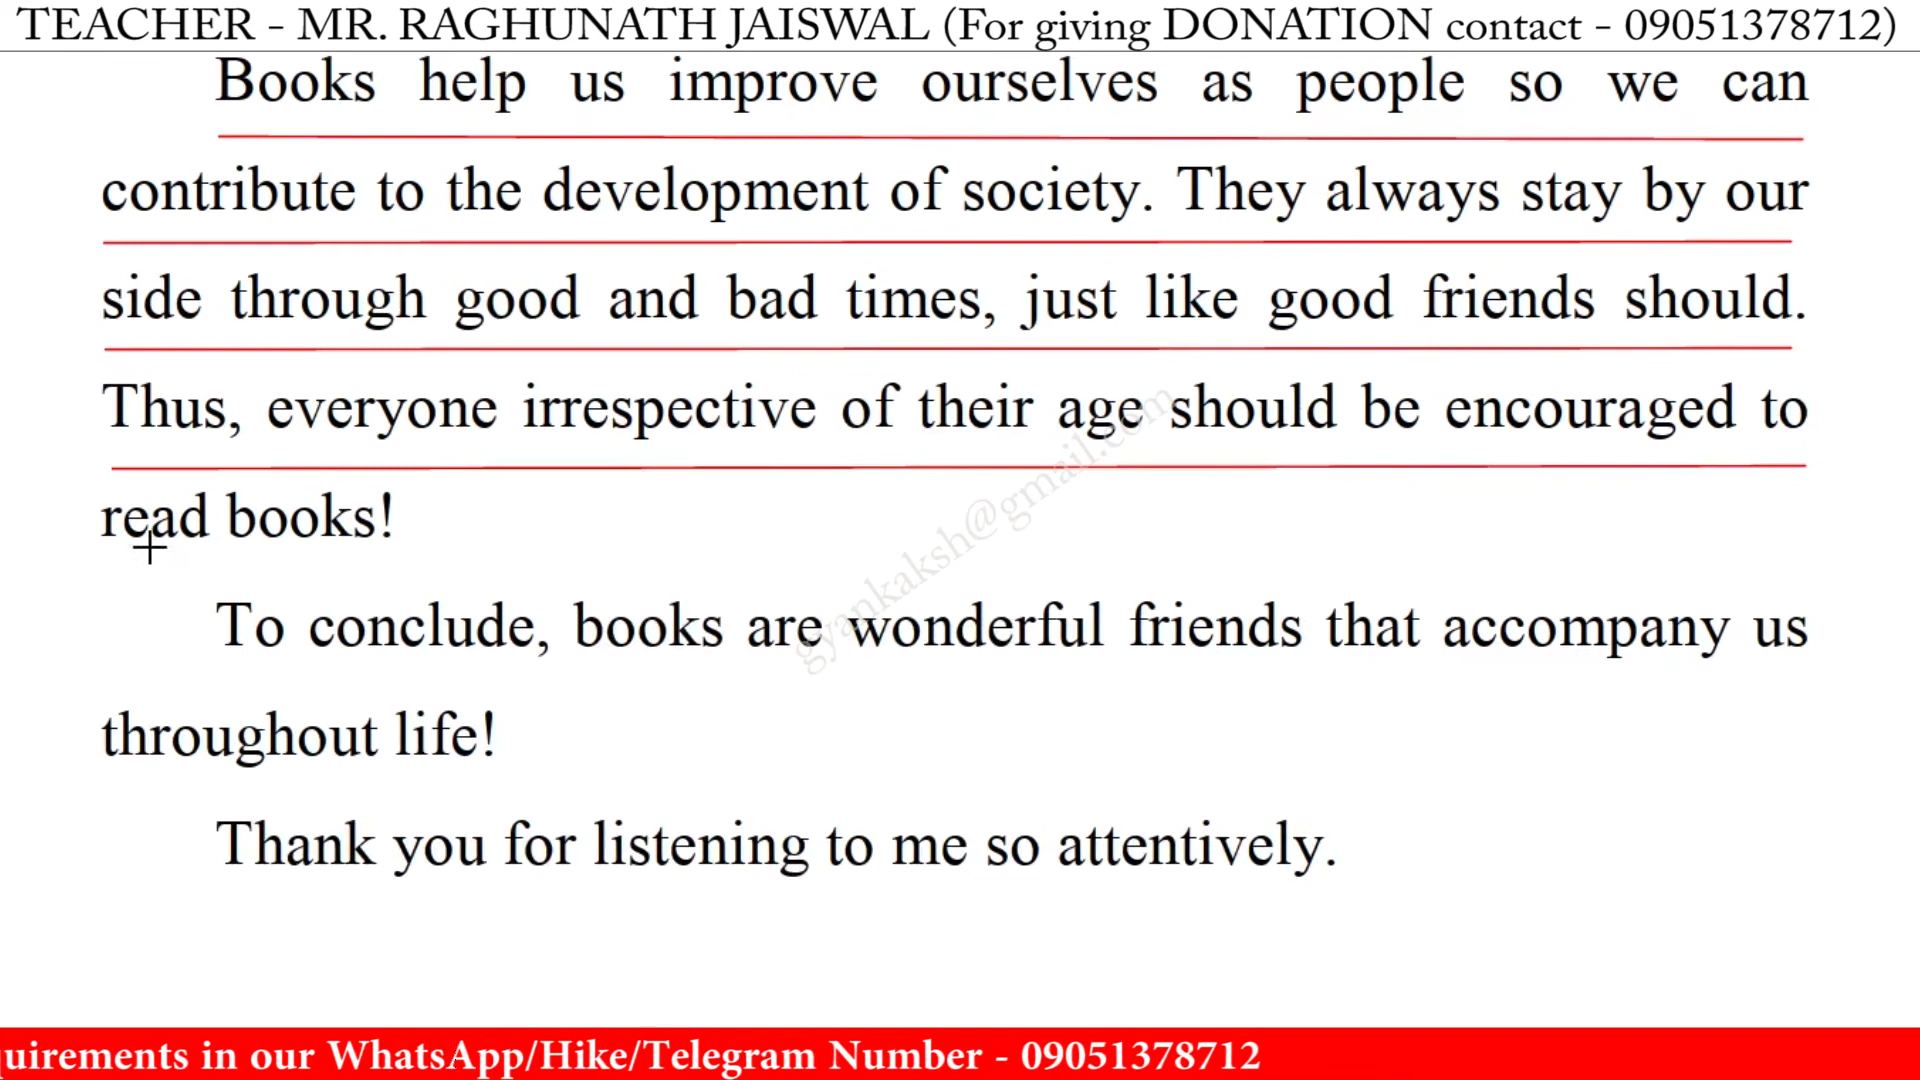 TEACHER - MR. RAGHUNATH JAISWAL (For giving DONATION contact - 09051378712)
Books help us improve ourselves as people so we can
contribute to the development of society. They always stay by our
side through good and bad times, just like good friends should.
Thus, everyone irrespective of their age should be encouraged to
read books!
gyankaksh@gmail.com
To conclude, books are wonderful friends that accompany us
throughout life!
Thank you for listening to me so attentively.
in our WhatsApp/Hike/Telegram Number - 09051378712